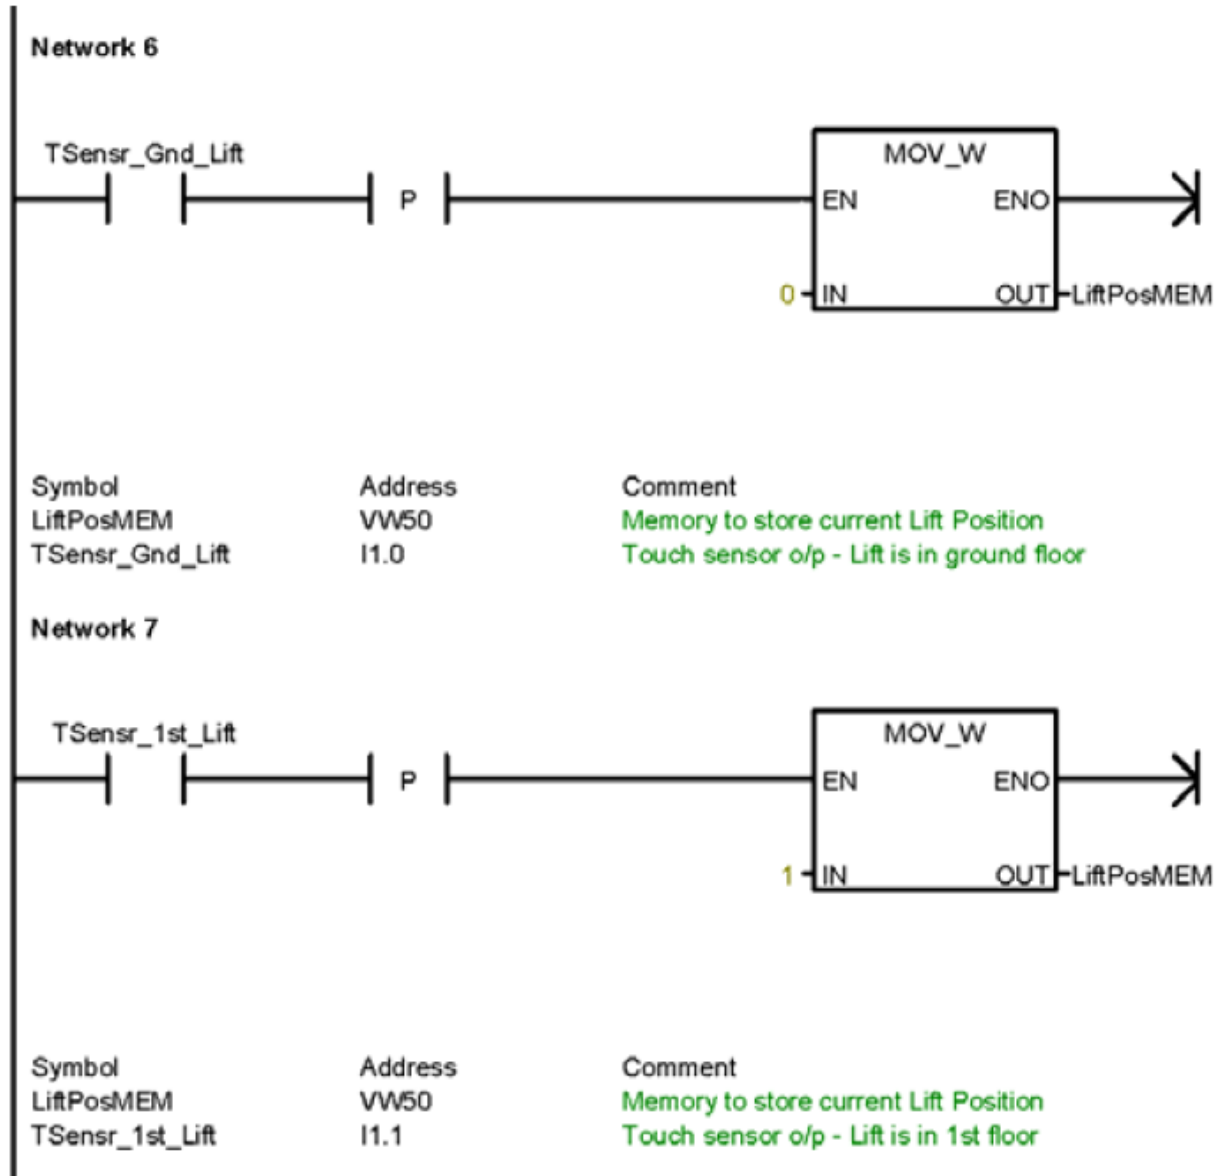 Network 6
TSensr_Gnd_Lift
MOV_W
P
EN ENO
0 IN OUT LiftPosMEM
Symbol Address Comment
LiftPosMEM VW50 Memory to store current Lift Position
TSensr_Gnd_Lift I1.0 Touch sensor o/p - Lift is in ground floor
Network 7
TSensr_1st_Lift
MOV_W
P
EN ENO
1 IN OUT LiftPosMEM
Symbol Address Comment
LiftPosMEM VW50 Memory to store current Lift Position
TSensr_1st_Lift I1.1 Touch sensor o/p - Lift is in 1st floor